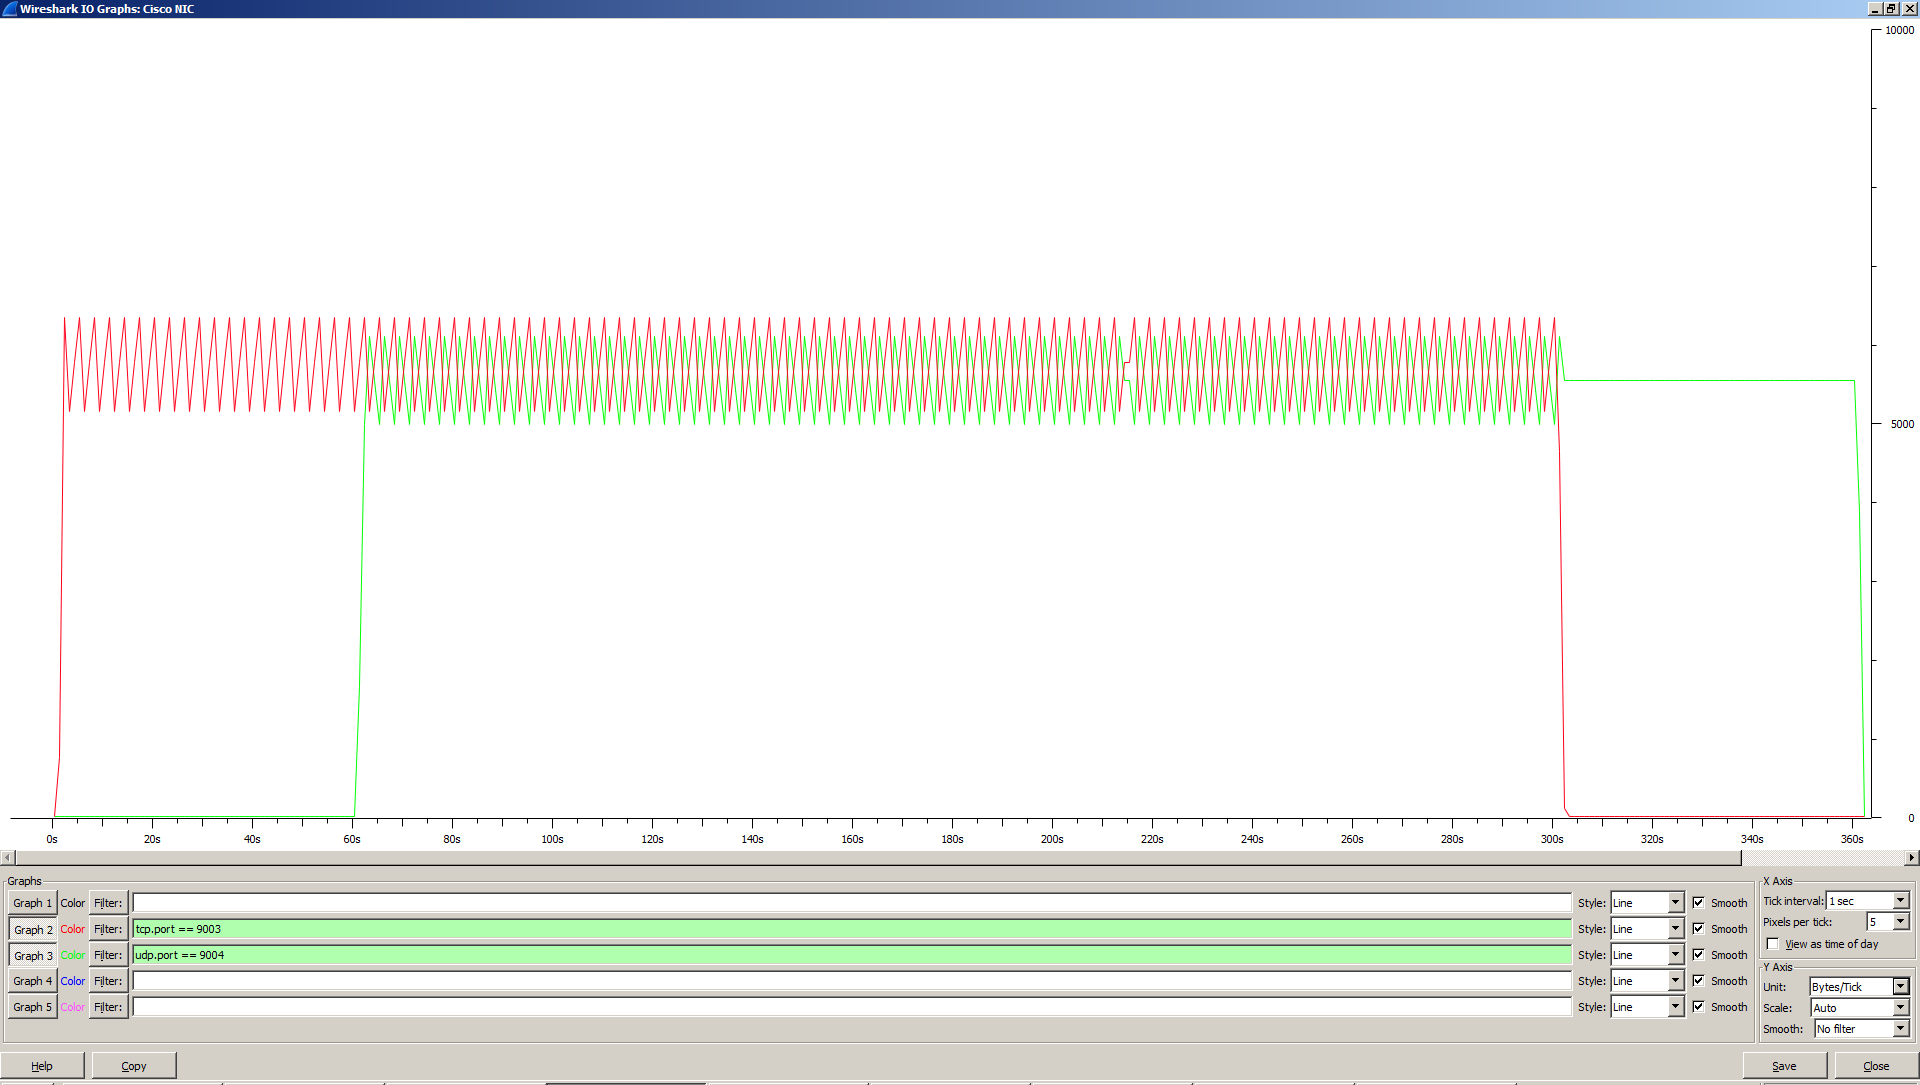 Wireshark IO Graphs: Cisco NIC
10000
5000
0
0s 20s 40s 60s 80s 100s 120s 140s 160s 180s 200s 220s 240s 260s 280s 300s 320s 340s 360s
Graphs
Graph 1 Color Filter: Style: Line Smooth
Graph 2 Color Filter: tcp.port == 9003 Style: Line Smooth
Graph 3 Color Filter: udp.port == 9004 Style: Line Smooth
Graph 4 Color Filter: Style: Line Smooth
Graph 5 Color Filter: Style: Line Smooth
X Axis
Tick interval: 1 sec
Pixels per tick: 5
View as time of day
Y Axis
Unit: Bytes/Tick
Scale: Auto
Smooth: No filter
Help Copy Save Close